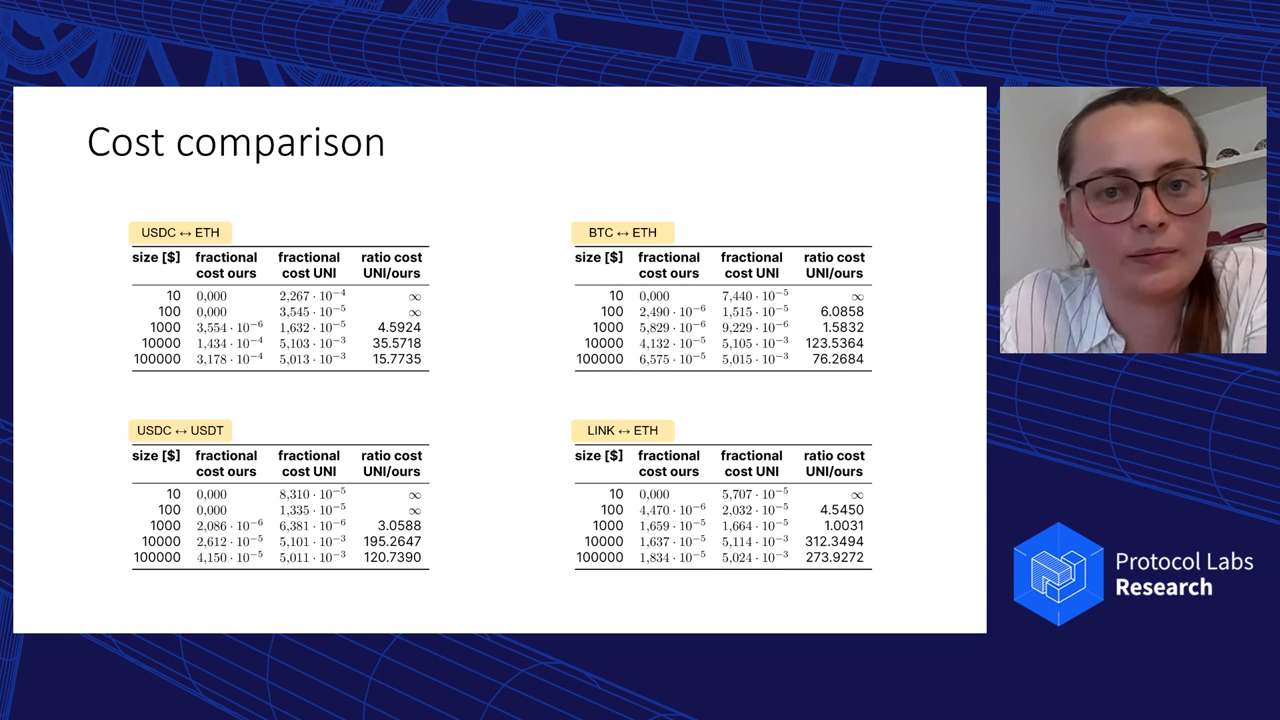 Cost comparison
USDC ↔ ETH
size [$] fractional cost ours fractional cost UNI ratio cost UNI/ours
10 0,000 2,267 · 10⁻⁴ ∞
100 0,000 3,545 · 10⁻⁵ ∞
1000 3,554 · 10⁻⁶ 1,632 · 10⁻⁵ 4.5924
10000 1,434 · 10⁻⁴ 5,103 · 10⁻³ 35.5718
100000 3,178 · 10⁻⁴ 5,013 · 10⁻³ 15.7735
BTC ↔ ETH
size [$] fractional cost ours fractional cost UNI ratio cost UNI/ours
10 0,000 7,440 · 10⁻⁵ ∞
100 2,490 · 10⁻⁶ 1,515 · 10⁻⁵ 6.0858
1000 5,829 · 10⁻⁶ 9,229 · 10⁻⁶ 1.5832
10000 4,132 · 10⁻⁵ 5,105 · 10⁻³ 123.5364
100000 6,575 · 10⁻⁵ 5,015 · 10⁻³ 76.2684
USDC ↔ USDT
size [$] fractional cost ours fractional cost UNI ratio cost UNI/ours
10 0,000 8,310 · 10⁻⁵ ∞
100 0,000 1,335 · 10⁻⁵ ∞
1000 2,086 · 10⁻⁶ 6,381 · 10⁻⁶ 3.0588
10000 2,612 · 10⁻⁵ 5,101 · 10⁻³ 195.2647
100000 4,150 · 10⁻⁵ 5,011 · 10⁻³ 120.7390
LINK ↔ ETH
size [$] fractional cost ours fractional cost UNI ratio cost UNI/ours
10 0,000 5,707 · 10⁻⁵ ∞
100 4,470 · 10⁻⁶ 2,032 · 10⁻⁵ 4.5450
1000 1,659 · 10⁻⁵ 1,664 · 10⁻⁵ 1.0031
10000 1,637 · 10⁻⁵ 5,114 · 10⁻³ 312.3494
100000 1,834 · 10⁻⁵ 5,024 · 10⁻³ 273.9272
Protocol Labs
Research